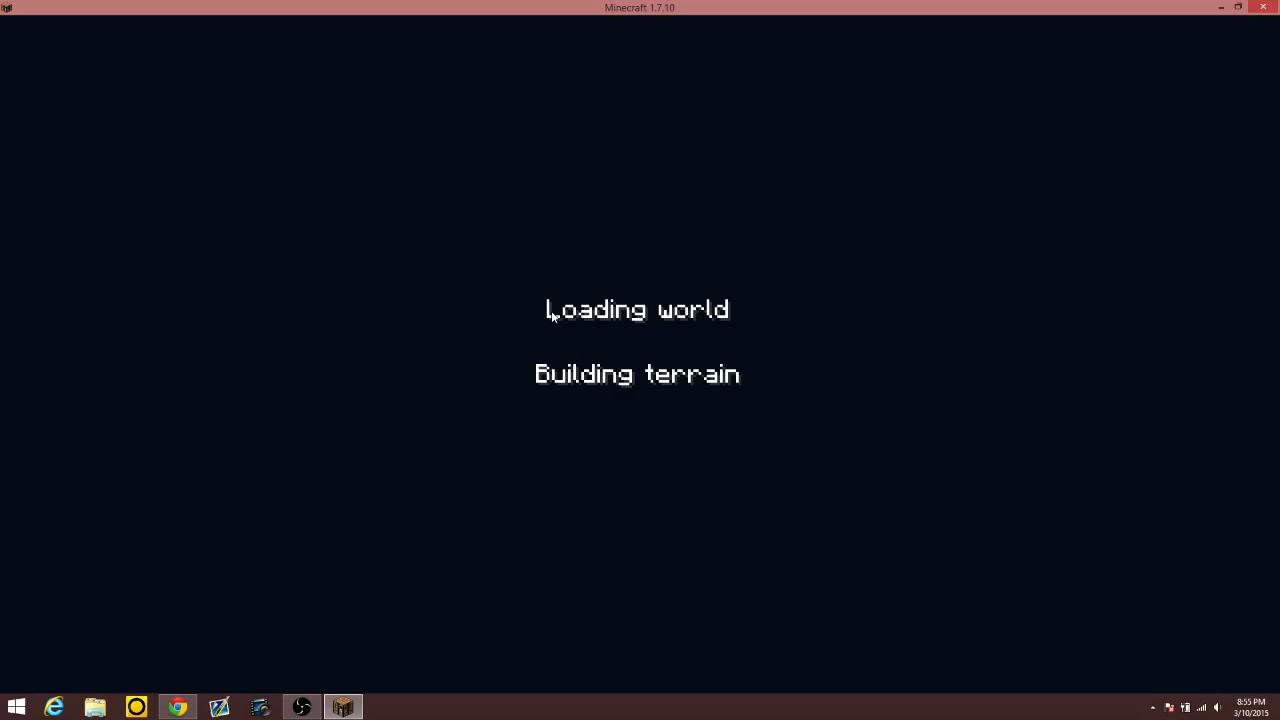 Minecraft 1.7.10
Loading world
Building terrain
8:55 PM
3/10/2015